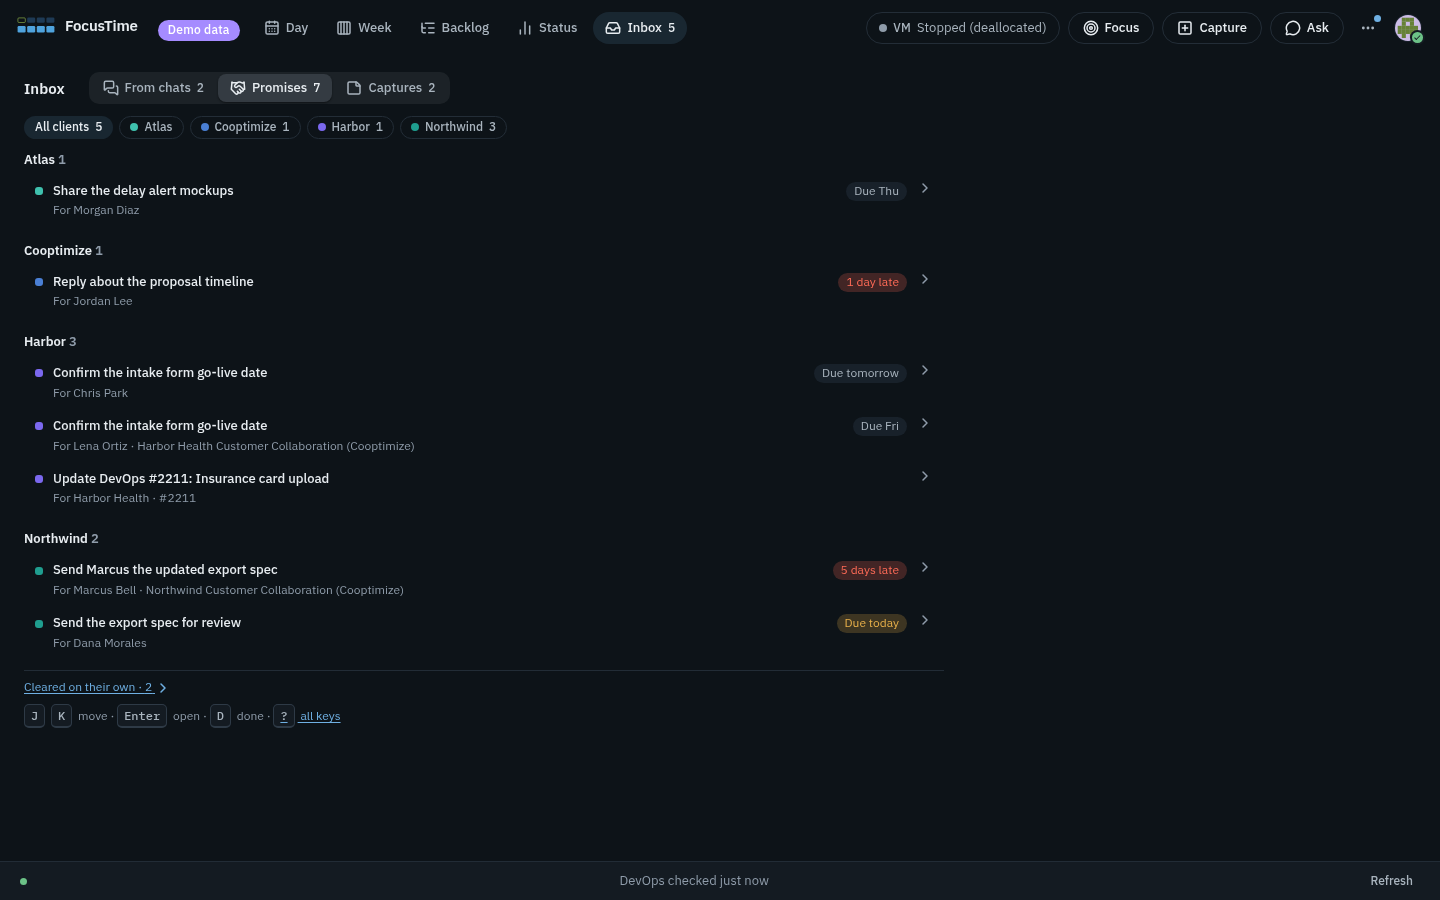 FocusTime
Demo data
Day
Week
Backlog
Status
Inbox 5
VM Stopped (deallocated)
Focus
Capture
Ask
Inbox
From chats 2
Promises 7
Captures 2
All clients 5
Atlas
Cooptimize 1
Harbor 1
Northwind 3
Atlas 1
Share the delay alert mockups
Due Thu
For Morgan Diaz
Cooptimize 1
Reply about the proposal timeline
1 day late
For Jordan Lee
Harbor 3
Confirm the intake form go-live date
Due tomorrow
For Chris Park
Confirm the intake form go-live date
Due Fri
For Lena Ortiz · Harbor Health Customer Collaboration (Cooptimize)
Update DevOps #2211: Insurance card upload
For Harbor Health · #2211
Northwind 2
Send Marcus the updated export spec
5 days late
For Marcus Bell · Northwind Customer Collaboration (Cooptimize)
Send the export spec for review
Due today
For Dana Morales
Cleared on their own · 2
J K move · Enter open · D done · ? all keys
DevOps checked just now
Refresh